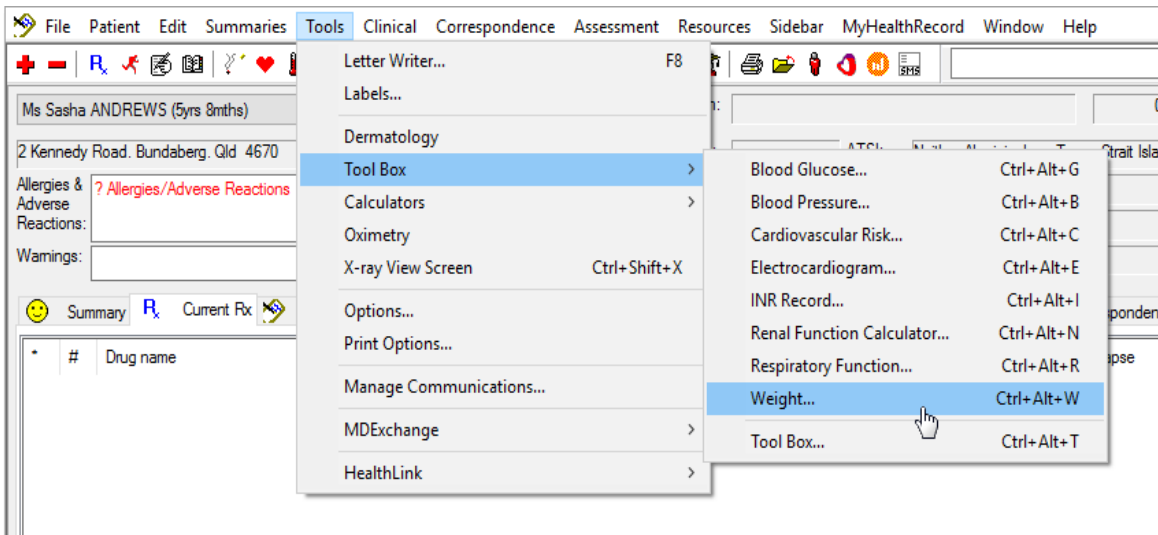 File Patient Edit Summaries Tools Clinical Correspondence Assessment Resources Sidebar MyHealthRecord Window Help
SMS
Ms Sasha ANDREWS (5yrs 8mths)
2 Kennedy Road. Bundaberg. Qld 4670
Allergies & Adverse Reactions:
? Allergies/Adverse Reactions
Warnings:
Summary Rx Current Rx
* # Drug name
Letter Writer... F8
Labels...
Dermatology
Tool Box
Calculators
Oximetry
X-ray View Screen Ctrl+Shift+X
Options...
Print Options...
Manage Communications...
MDExchange
HealthLink
Blood Glucose... Ctrl+Alt+G
Blood Pressure... Ctrl+Alt+B
Cardiovascular Risk... Ctrl+Alt+C
Electrocardiogram... Ctrl+Alt+E
INR Record... Ctrl+Alt+I
Renal Function Calculator... Ctrl+Alt+N
Respiratory Function... Ctrl+Alt+R
Weight... Ctrl+Alt+W
Tool Box... Ctrl+Alt+T